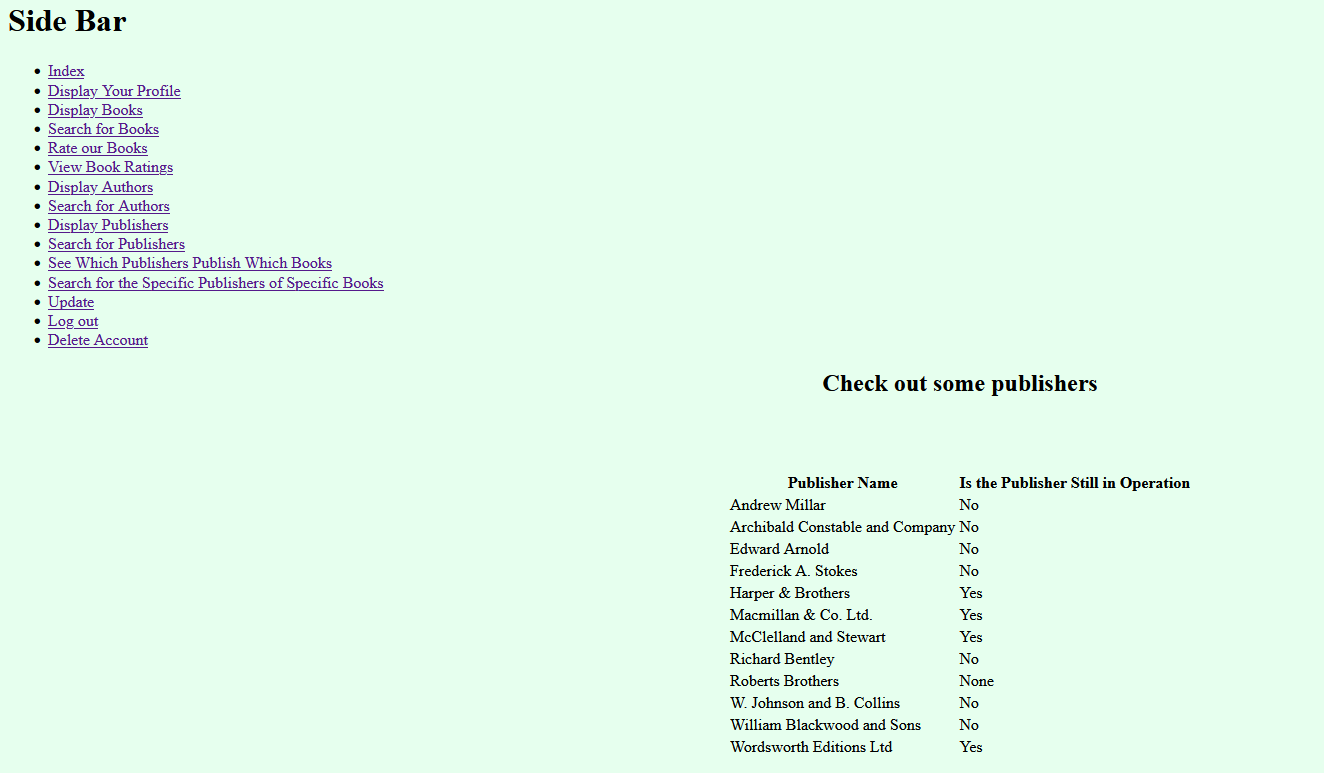 Side Bar
Index
Display Your Profile
Display Books
Search for Books
Rate our Books
View Book Ratings
Display Authors
Search for Authors
Display Publishers
Search for Publishers
See Which Publishers Publish Which Books
Search for the Specific Publishers of Specific Books
Update
Log out
Delete Account
Check out some publishers
Publisher Name Is the Publisher Still in Operation
Andrew Millar No
Archibald Constable and Company No
Edward Arnold No
Frederick A. Stokes No
Harper & Brothers Yes
Macmillan & Co. Ltd. Yes
McClelland and Stewart Yes
Richard Bentley No
Roberts Brothers None
W. Johnson and B. Collins No
William Blackwood and Sons No
Wordsworth Editions Ltd Yes